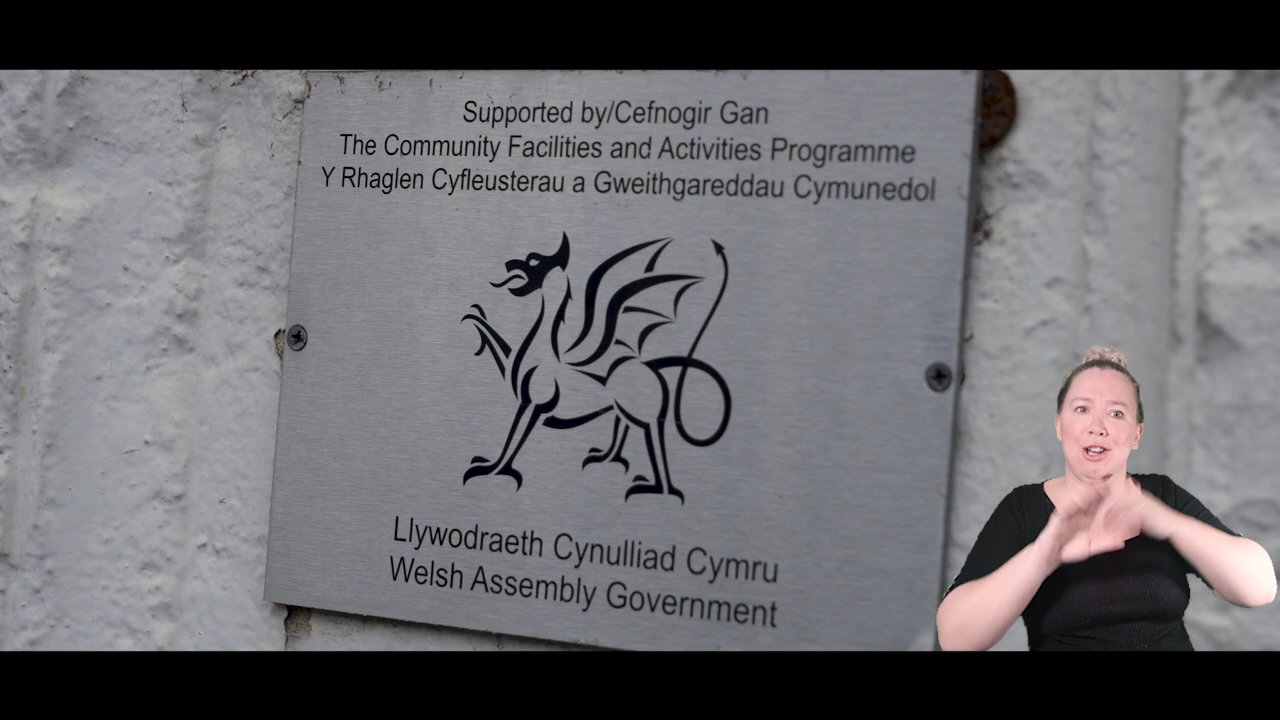 Supported by/Cefnogir Gan
The Community Facilities and Activities Programme
Y Rhaglen Cyfleusterau a Gweithgareddau Cymunedol
Llywodraeth Cynulliad Cymru
Welsh Assembly Government